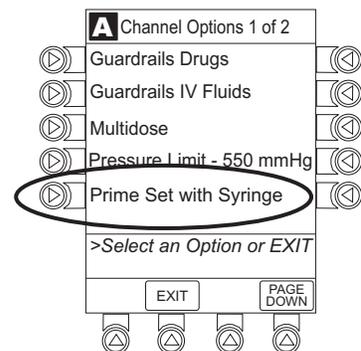 A Channel Options 1 of 2
Guardrails Drugs
Guardrails IV Fluids
Multidose
Pressure Limit - 550 mmHg
Prime Set with Syringe
>Select an Option or EXIT
EXIT
PAGE
DOWN